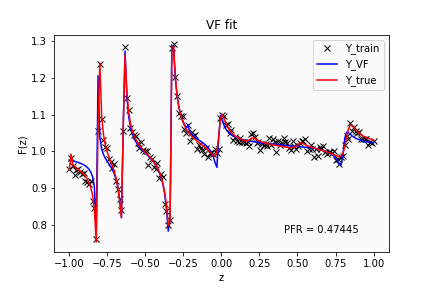 VF fit
1.3
1.2
1.1
1.0
0.9
0.8
F(z)
Y_train
Y_VF
Y_true
PFR = 0.47445
−1.00 −0.75 −0.50 −0.25 0.00 0.25 0.50 0.75 1.00
z